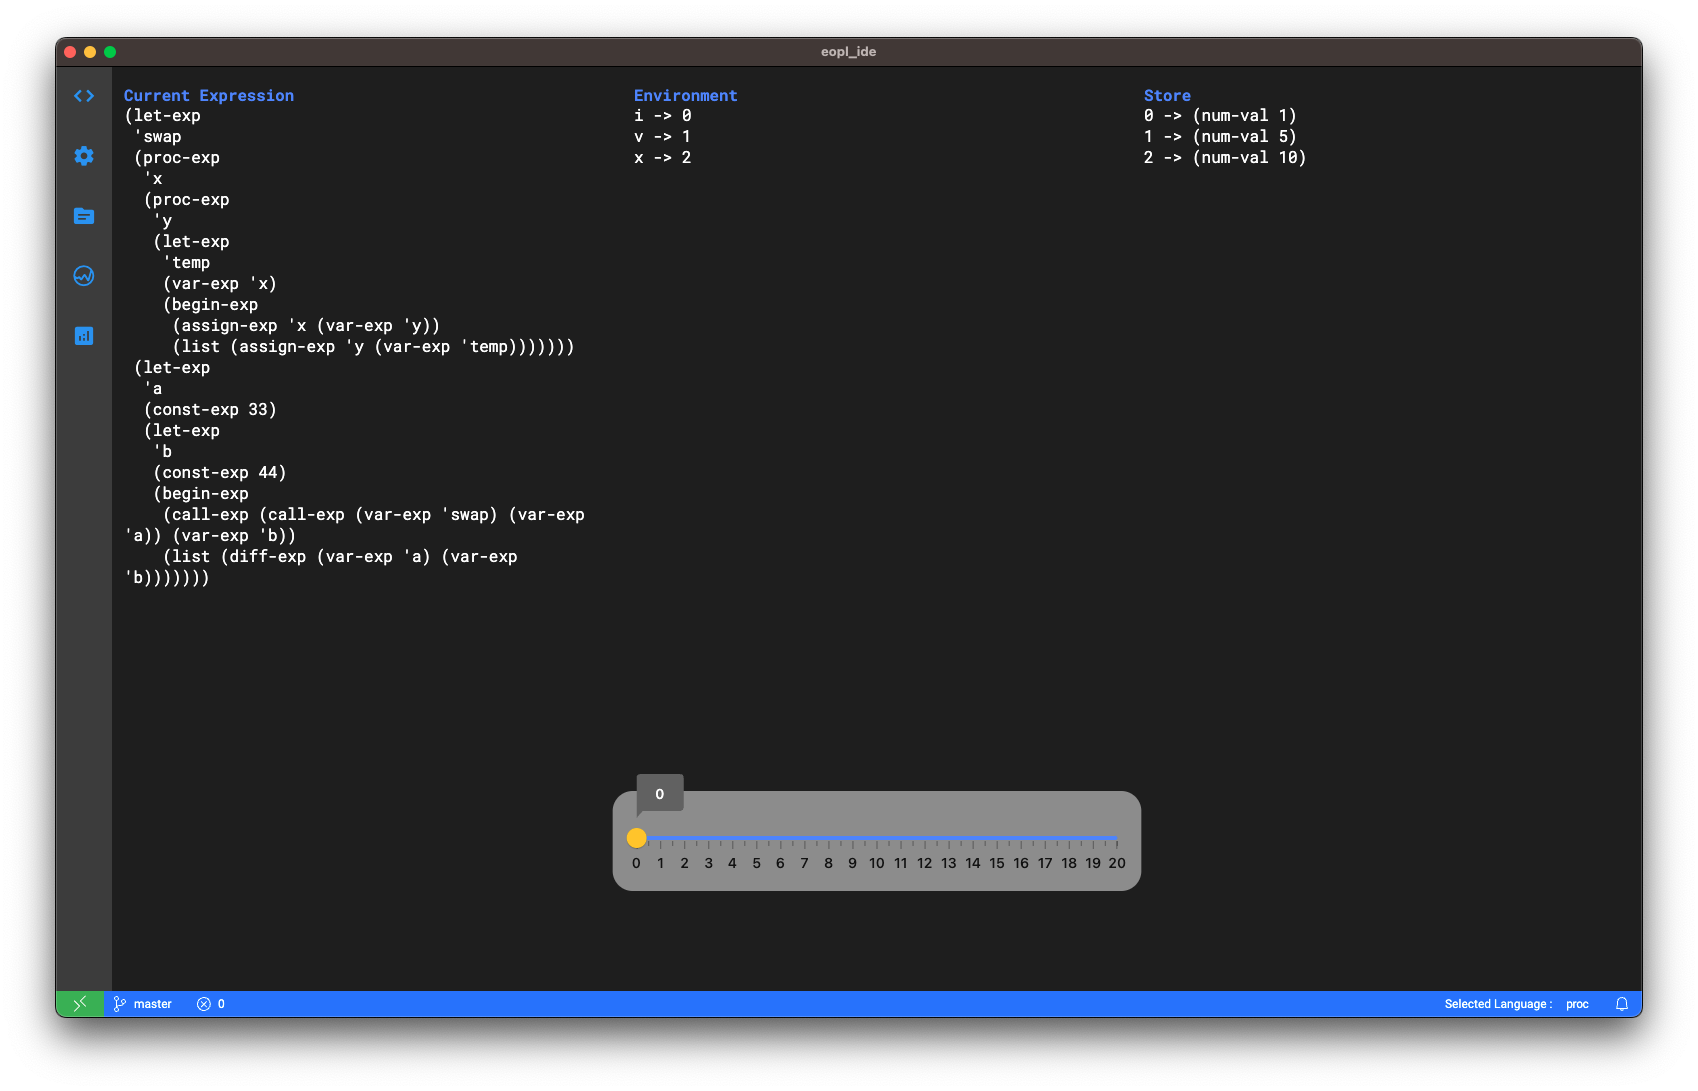 eopl_ide
Current Expression
(let-exp
'swap
(proc-exp
'x
(proc-exp
'y
(let-exp
'temp
(var-exp 'x)
(begin-exp
(assign-exp 'x (var-exp 'y))
(list (assign-exp 'y (var-exp 'temp)))))))
(let-exp
'a
(const-exp 33)
(let-exp
'b
(const-exp 44)
(begin-exp
(call-exp (call-exp (var-exp 'swap) (var-exp
'a)) (var-exp 'b))
(list (diff-exp (var-exp 'a) (var-exp
'b)))))))
Environment
i -> 0
v -> 1
x -> 2
Store
0 -> (num-val 1)
1 -> (num-val 5)
2 -> (num-val 10)
0
0 1 2 3 4 5 6 7 8 9 10 11 12 13 14 15 16 17 18 19 20
master 0 Selected Language : proc